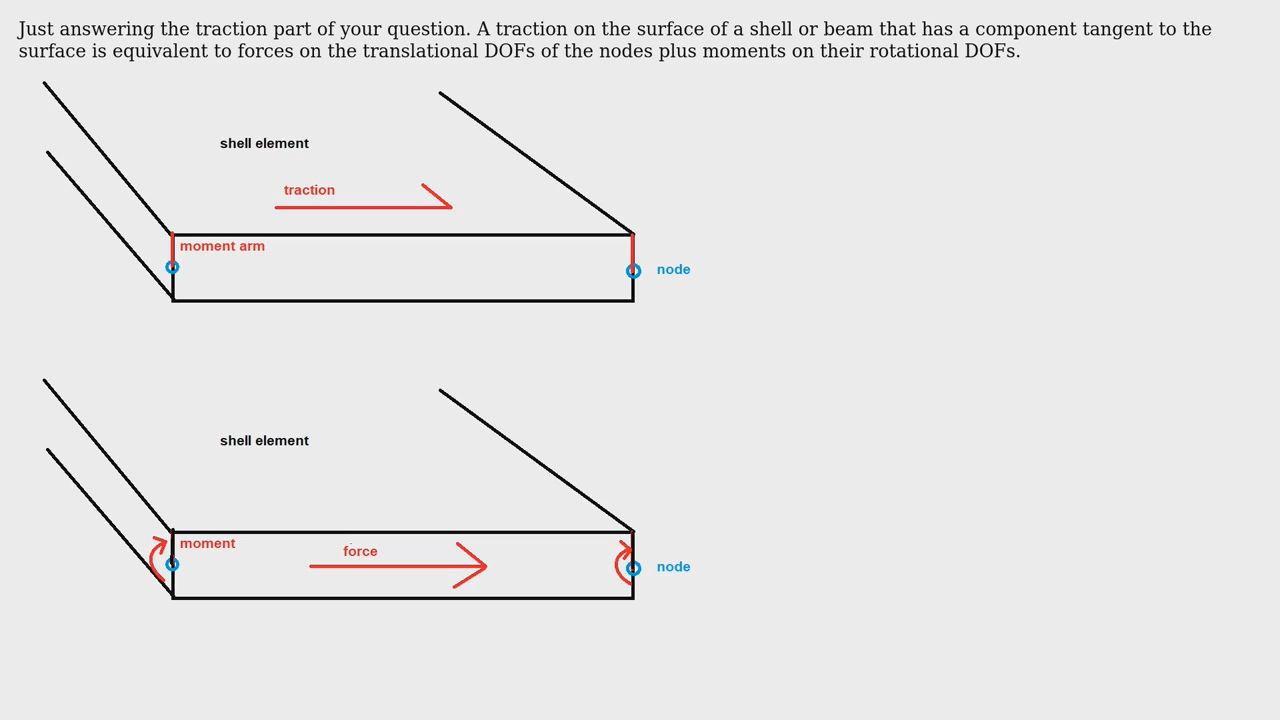 Just answering the traction part of your question. A traction on the surface of a shell or beam that has a component tangent to the
surface is equivalent to forces on the translational DOFs of the nodes plus moments on their rotational DOFs.
shell element
traction
moment arm
node
shell element
moment
force
node